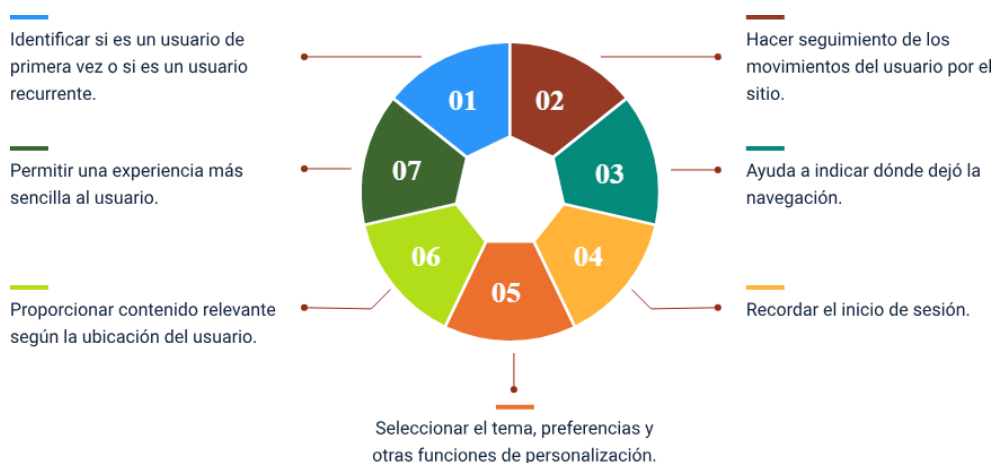 Identificar si es un usuario de
primera vez o si es un usuario
recurrente.
01
02
Hacer seguimiento de los
movimientos del usuario por el
sitio.
Permitir una experiencia más
sencilla al usuario.
07
03
Ayuda a indicar dónde dejó la
navegación.
Proporcionar contenido relevante
según la ubicación del usuario.
06
04
Recordar el inicio de sesión.
05
Seleccionar el tema, preferencias y
otras funciones de personalización.